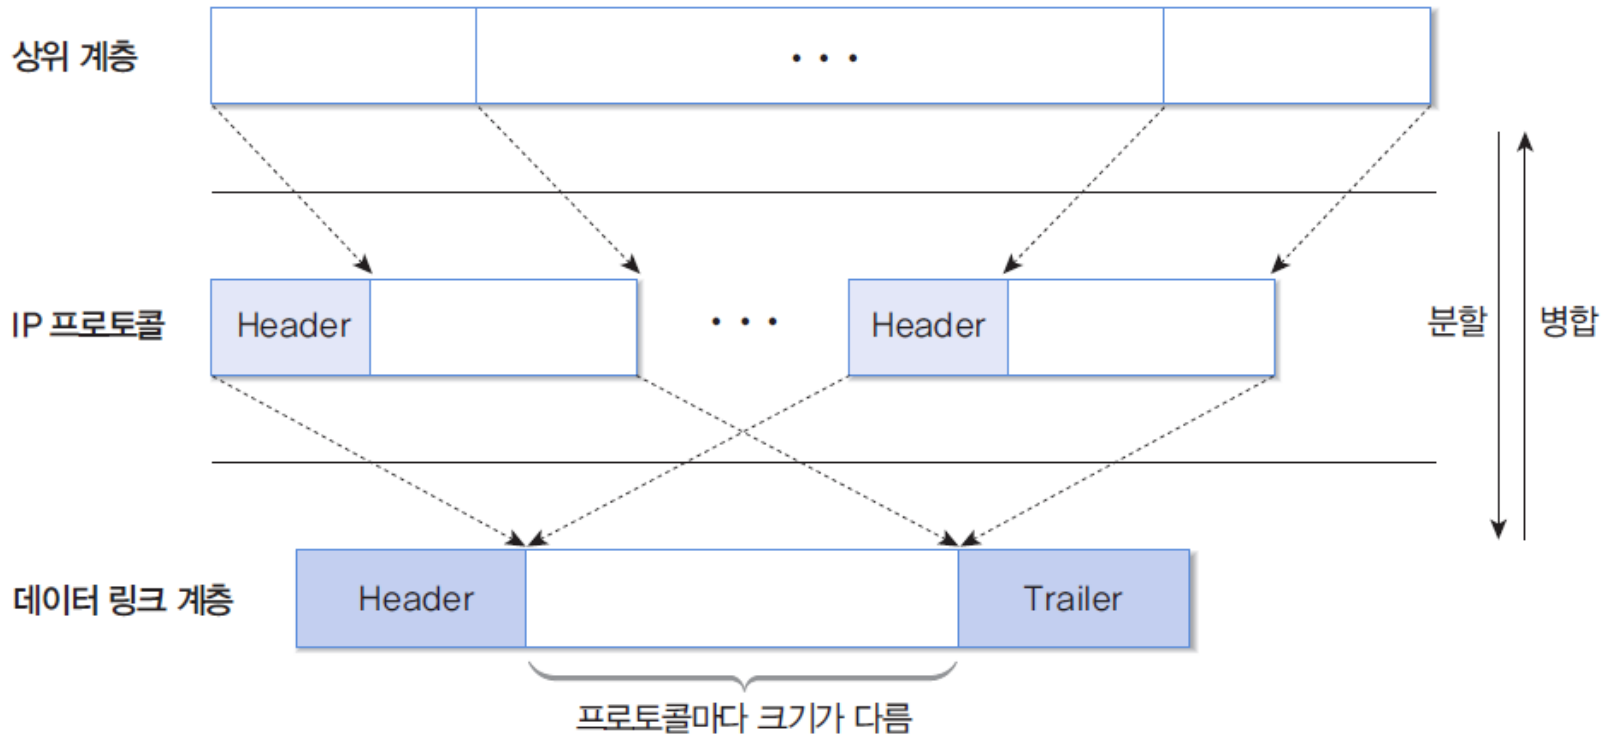 상위 계층
• • •
IP 프로토콜
Header
• • •
Header
분할
병합
데이터 링크 계층
Header
Trailer
프로토콜마다 크기가 다름